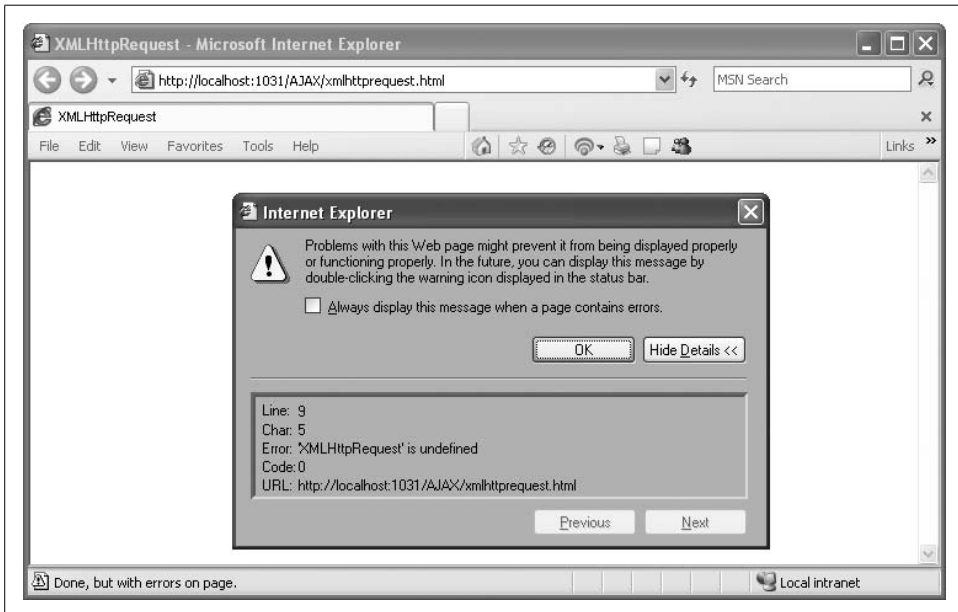 XMLHttpRequest - Microsoft Internet Explorer
http://localhost:1031/AJAX/xmlhttprequest.html
MSN Search
XMLHttpRequest
File Edit View Favorites Tools Help
Links »
Internet Explorer
Problems with this Web page might prevent it from being displayed properly
or functioning properly. In the future, you can display this message by
double-clicking the warning icon displayed in the status bar.
Always display this message when a page contains errors.
OK
Hide Details <<
Line: 9
Char: 5
Error: 'XMLHttpRequest' is undefined
Code: 0
URL: http://localhost:1031/AJAX/xmlhttprequest.html
Previous
Next
Done, but with errors on page.
Local intranet